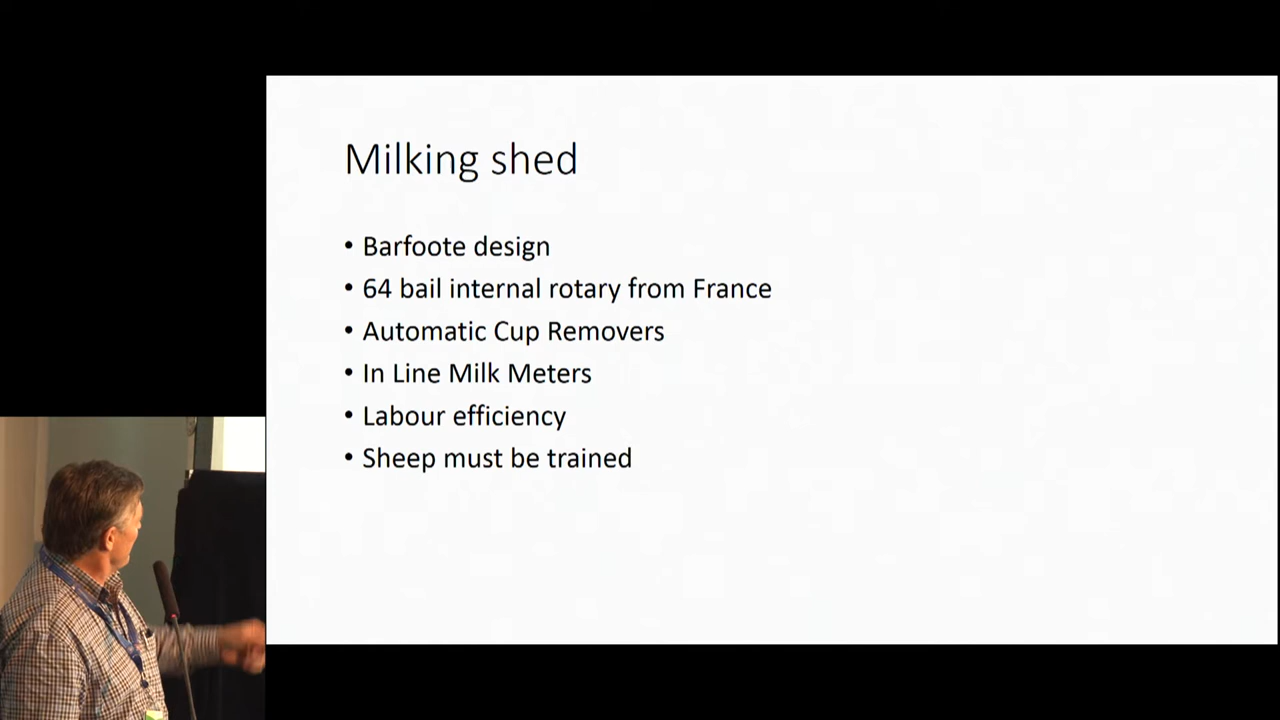 Milking shed
• Barfoote design
• 64 bail internal rotary from France
• Automatic Cup Removers
• In Line Milk Meters
• Labour efficiency
• Sheep must be trained